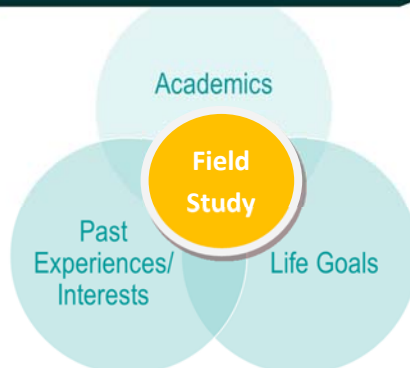 Academics
Field
Study
Past
Experiences/
Interests
Life Goals